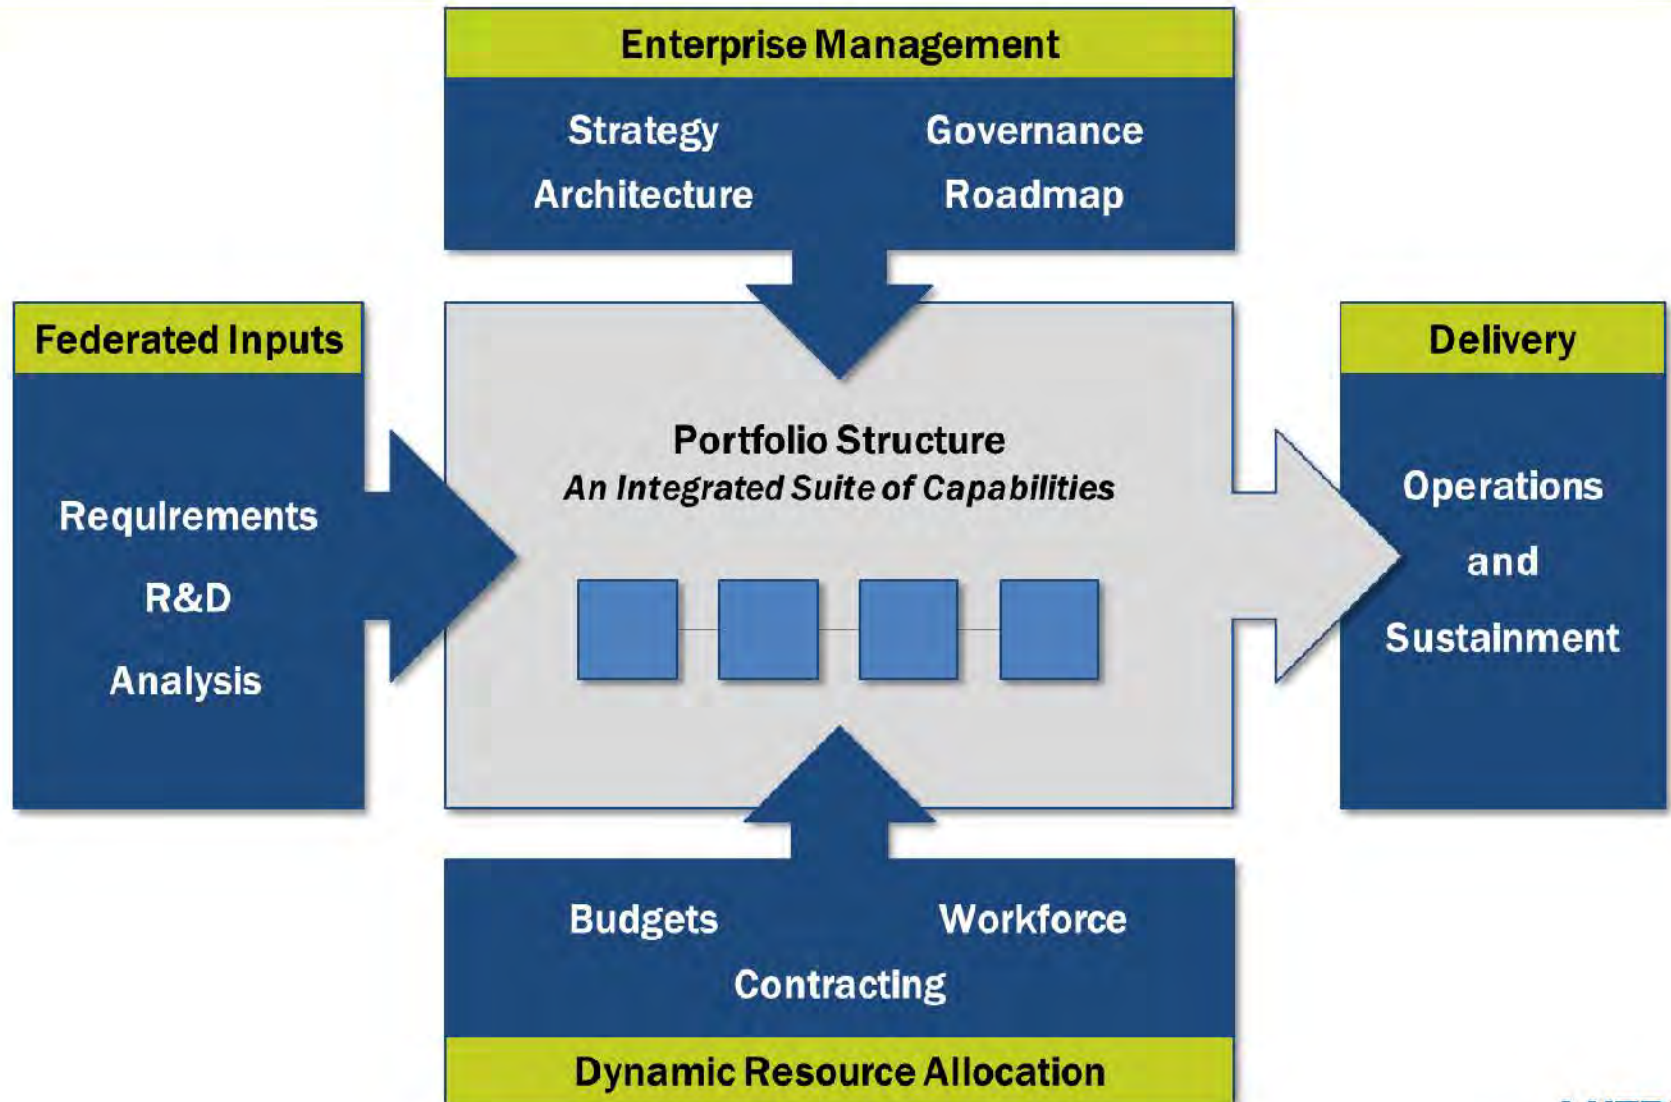 Enterprise Management
Strategy
Governance
Architecture
Roadmap
Federated Inputs
Requirements
R&D
Analysis
Portfolio Structure
An Integrated Suite of Capabilities
Delivery
Operations
and
Sustainment
Budgets
Workforce
Contracting
Dynamic Resource Allocation